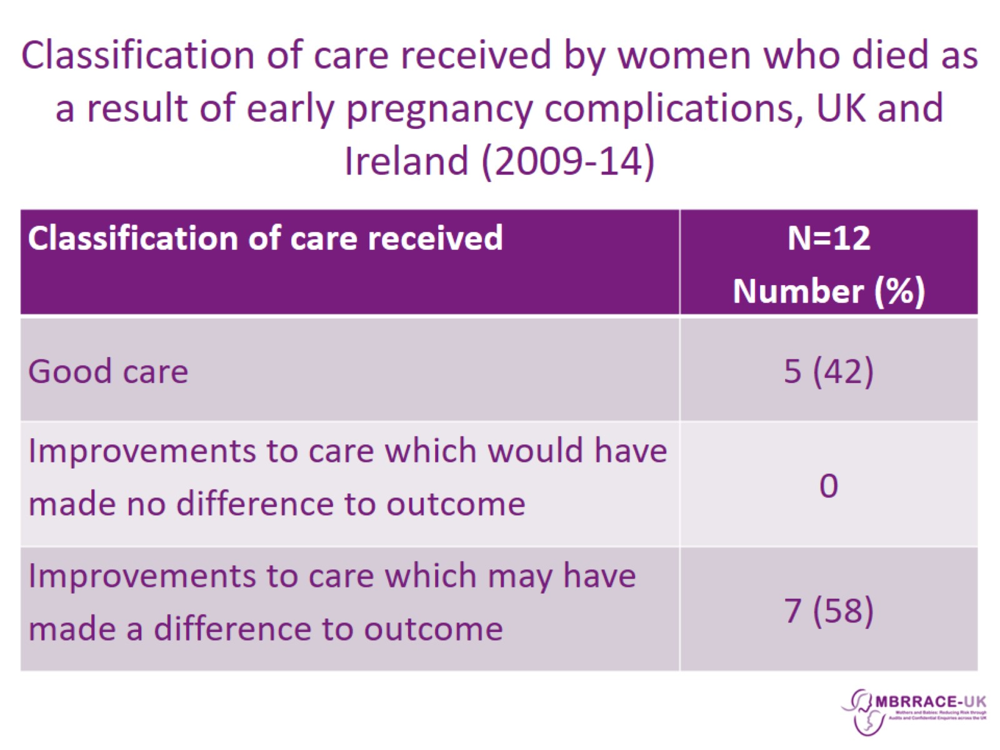 Classification of care received by women who died as
a result of early pregnancy complications, UK and
Ireland (2009-14)
Classification of care received
N=12
Number (%)
Good care
5 (42)
Improvements to care which would have
made no difference to outcome
0
Improvements to care which may have
made a difference to outcome
7 (58)
MBRRACE-UK
Mothers and Babies: Reducing Risk through
Audits and Confidential Enquiries across the UK